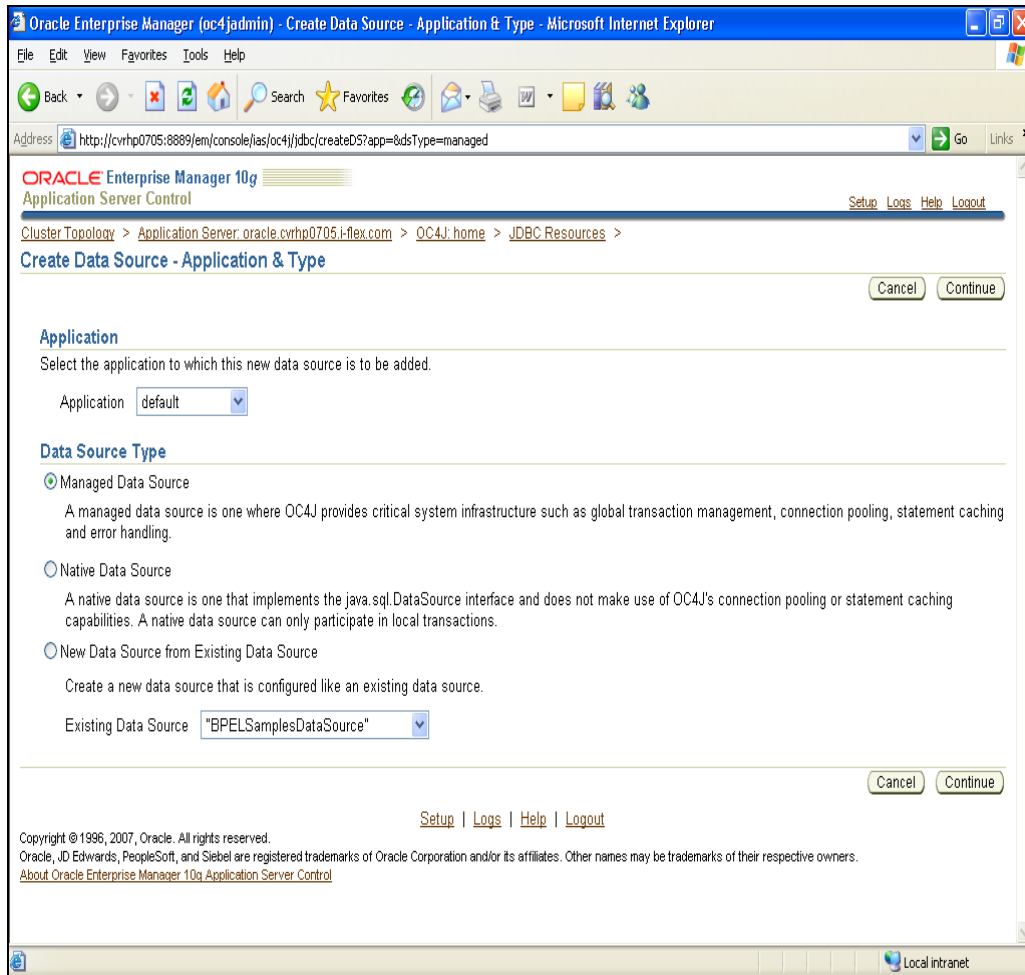 Oracle Enterprise Manager (oc4jadmin) - Create Data Source - Application & Type - Microsoft Internet Explorer
File Edit View Favorites Tools Help
Back Search Favorites
Address http://cvrhp0705:8889/em/console/ias/oc4j/jdbc/createDS?app=&dsType=managed Go Links
ORACLE Enterprise Manager 10g
Application Server Control
Setup Logs Help Logout
Cluster Topology > Application Server: oracle.cvrhp0705.i-flex.com > OC4J: home > JDBC Resources >
Create Data Source - Application & Type
Cancel Continue
Application
Select the application to which this new data source is to be added.
Application default
Data Source Type
Managed Data Source
A managed data source is one where OC4J provides critical system infrastructure such as global transaction management, connection pooling, statement caching
and error handling.
Native Data Source
A native data source is one that implements the java.sql.DataSource interface and does not make use of OC4J's connection pooling or statement caching
capabilities. A native data source can only participate in local transactions.
New Data Source from Existing Data Source
Create a new data source that is configured like an existing data source.
Existing Data Source "BPELSamplesDataSource"
Cancel Continue
Setup | Logs | Help | Logout
Copyright © 1996, 2007, Oracle. All rights reserved.
Oracle, JD Edwards, PeopleSoft, and Siebel are registered trademarks of Oracle Corporation and/or its affiliates. Other names may be trademarks of their respective owners.
About Oracle Enterprise Manager 10g Application Server Control
Local intranet